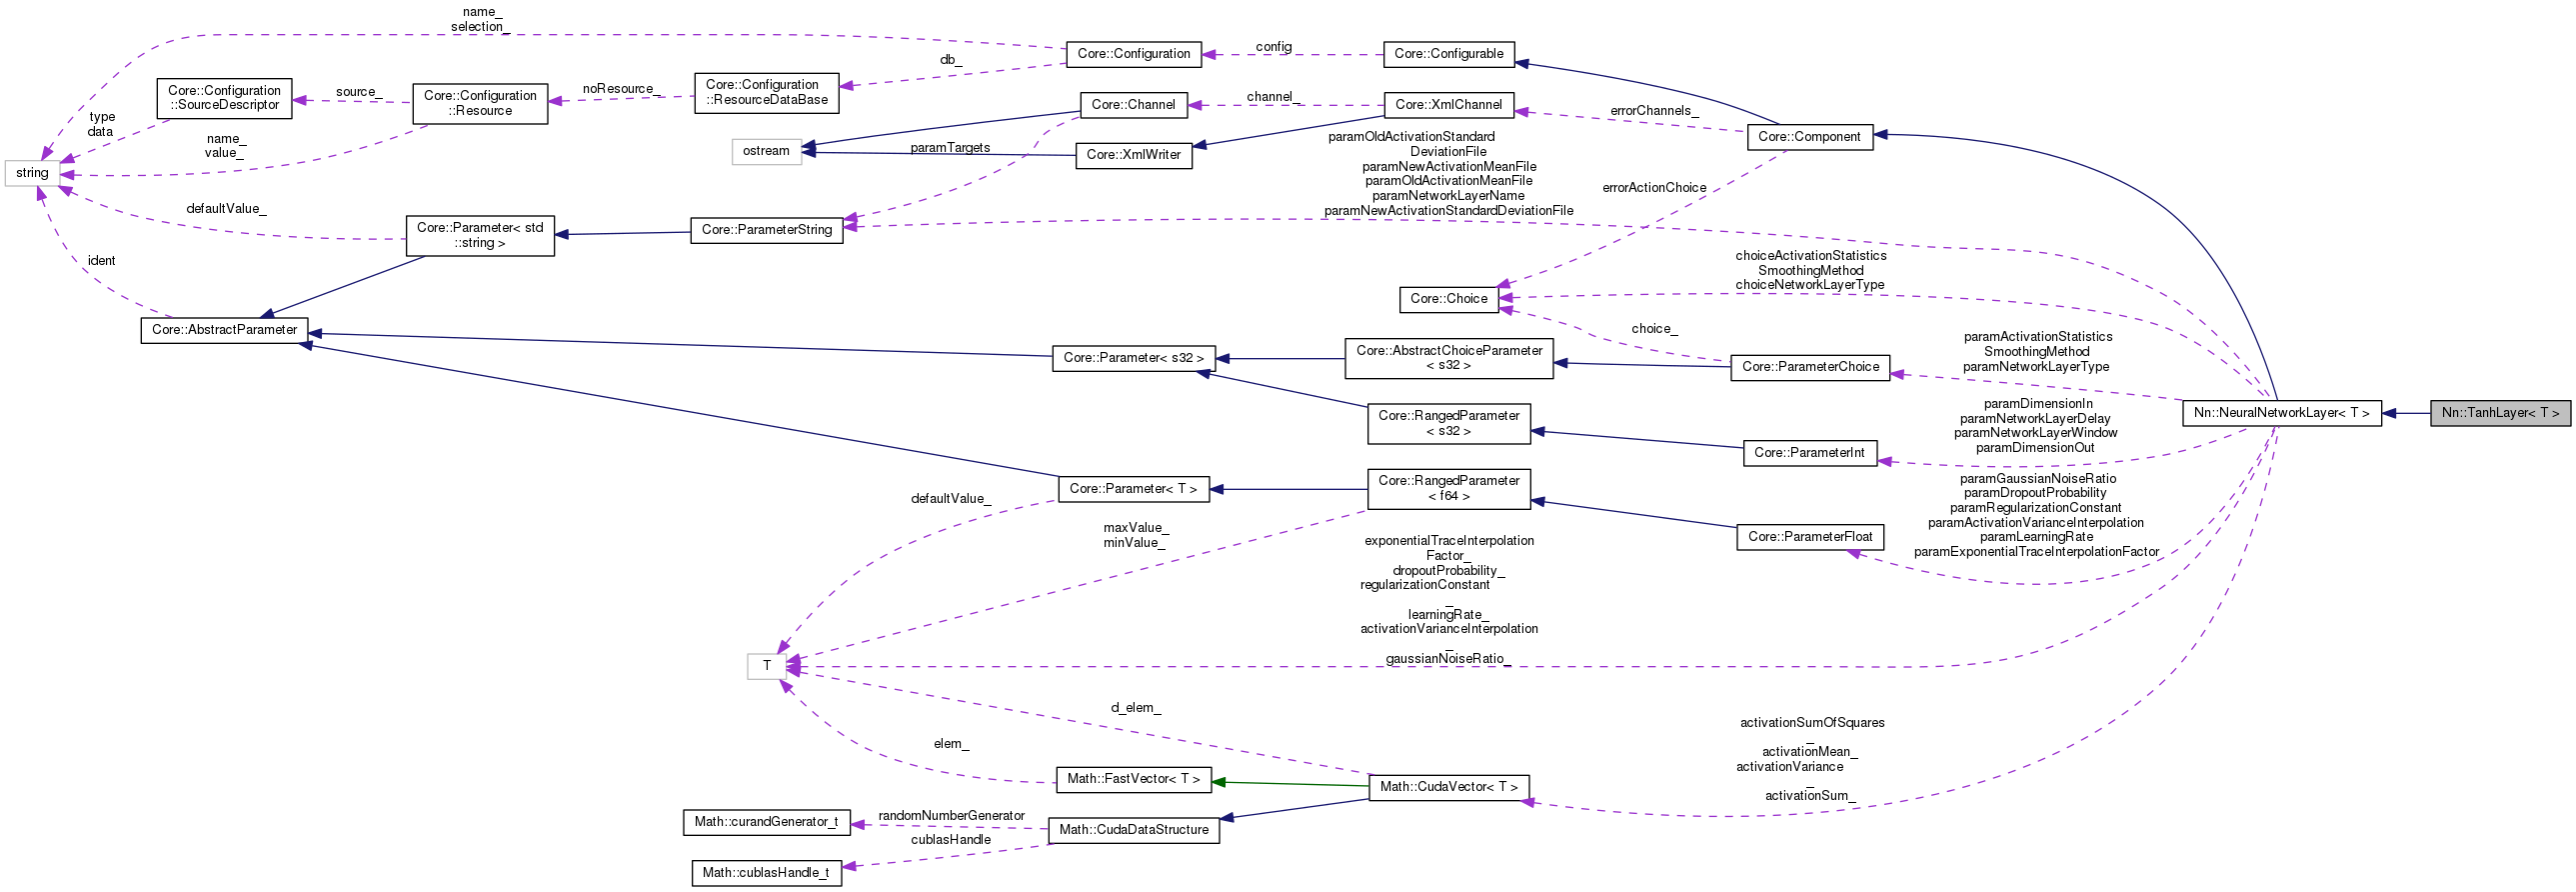 name_
selection_
Core::Configuration
config
Core::Configurable
db_
Core::Configuration
::SourceDescriptor
source_
Core::Configuration
::Resource
noResource_
Core::Configuration
::ResourceDataBase
Core::Channel
channel_
Core::XmlChannel
errorChannels_
Core::Component
type
data
name_
value_
ostream
paramTargets
Core::XmlWriter
paramOldActivationStandard
DeviationFile
paramNewActivationMeanFile
paramOldActivationMeanFile
paramNetworkLayerName
paramNewActivationStandardDeviationFile
errorActionChoice
string
defaultValue_
Core::Parameter< std
::string >
Core::ParameterString
ident
choiceActivationStatistics
SmoothingMethod
choiceNetworkLayerType
Core::Choice
Core::AbstractParameter
choice_
Core::Parameter< s32 >
Core::AbstractChoiceParameter
< s32 >
Core::ParameterChoice
paramActivationStatistics
SmoothingMethod
paramNetworkLayerType
Core::RangedParameter
< s32 >
paramDimensionIn
paramNetworkLayerDelay
paramNetworkLayerWindow
paramDimensionOut
Nn::NeuralNetworkLayer< T >
Nn::TanhLayer< T >
Core::ParameterInt
Core::Parameter< T >
Core::RangedParameter
< f64 >
defaultValue_
maxValue_
minValue_
Core::ParameterFloat
paramGaussianNoiseRatio
paramDropoutProbability
paramRegularizationConstant
paramActivationVarianceInterpolation
paramLearningRate
paramExponentialTraceInterpolationFactor
exponentialTraceInterpolation
Factor_
dropoutProbability_
regularizationConstant
_
learningRate_
activationVarianceInterpolation
_
gaussianNoiseRatio_
T
d_elem_
elem_
activationSumOfSquares
_
activationMean_
activationVariance
_
activationSum_
Math::FastVector< T >
Math::CudaVector< T >
Math::curandGenerator_t
randomNumberGenerator
Math::CudaDataStructure
cublasHandle
Math::cublasHandle_t